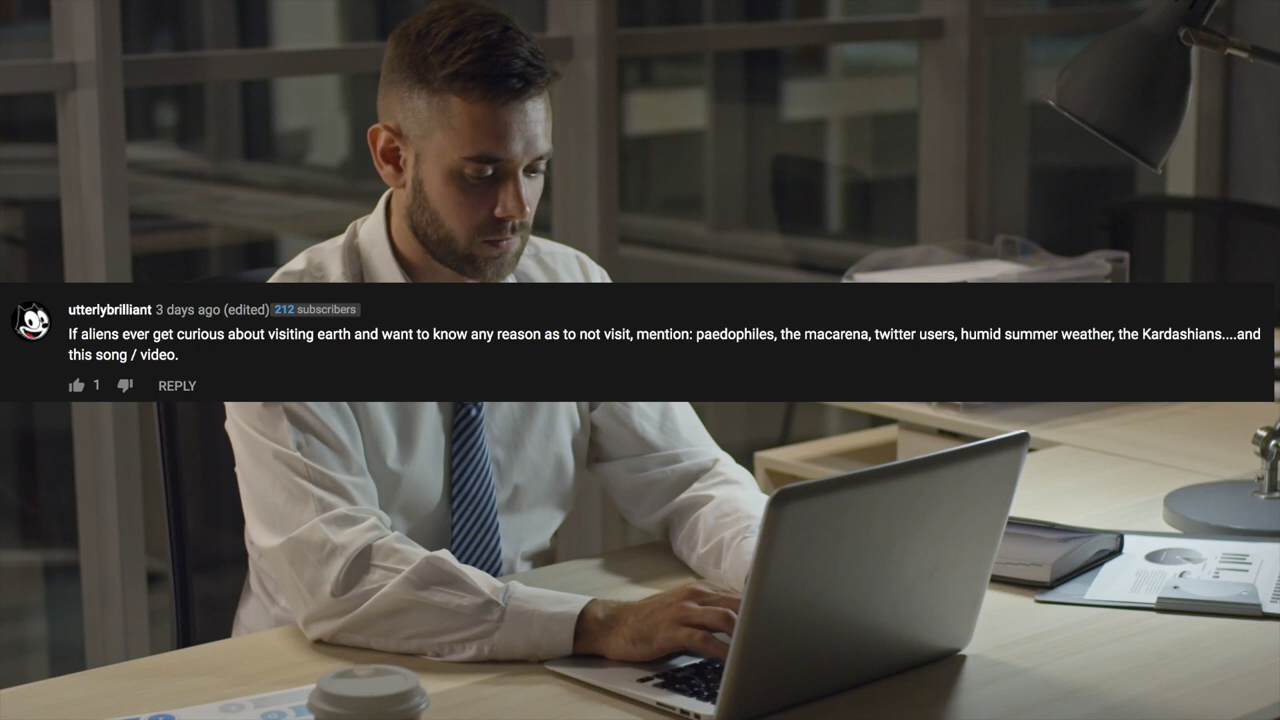 utterlybrilliant 3 days ago (edited) 212 subscribers
If aliens ever get curious about visiting earth and want to know any reason as to not visit, mention: paedophiles, the macarena, twitter users, humid summer weather, the Kardashians....and
this song / video.
1 REPLY